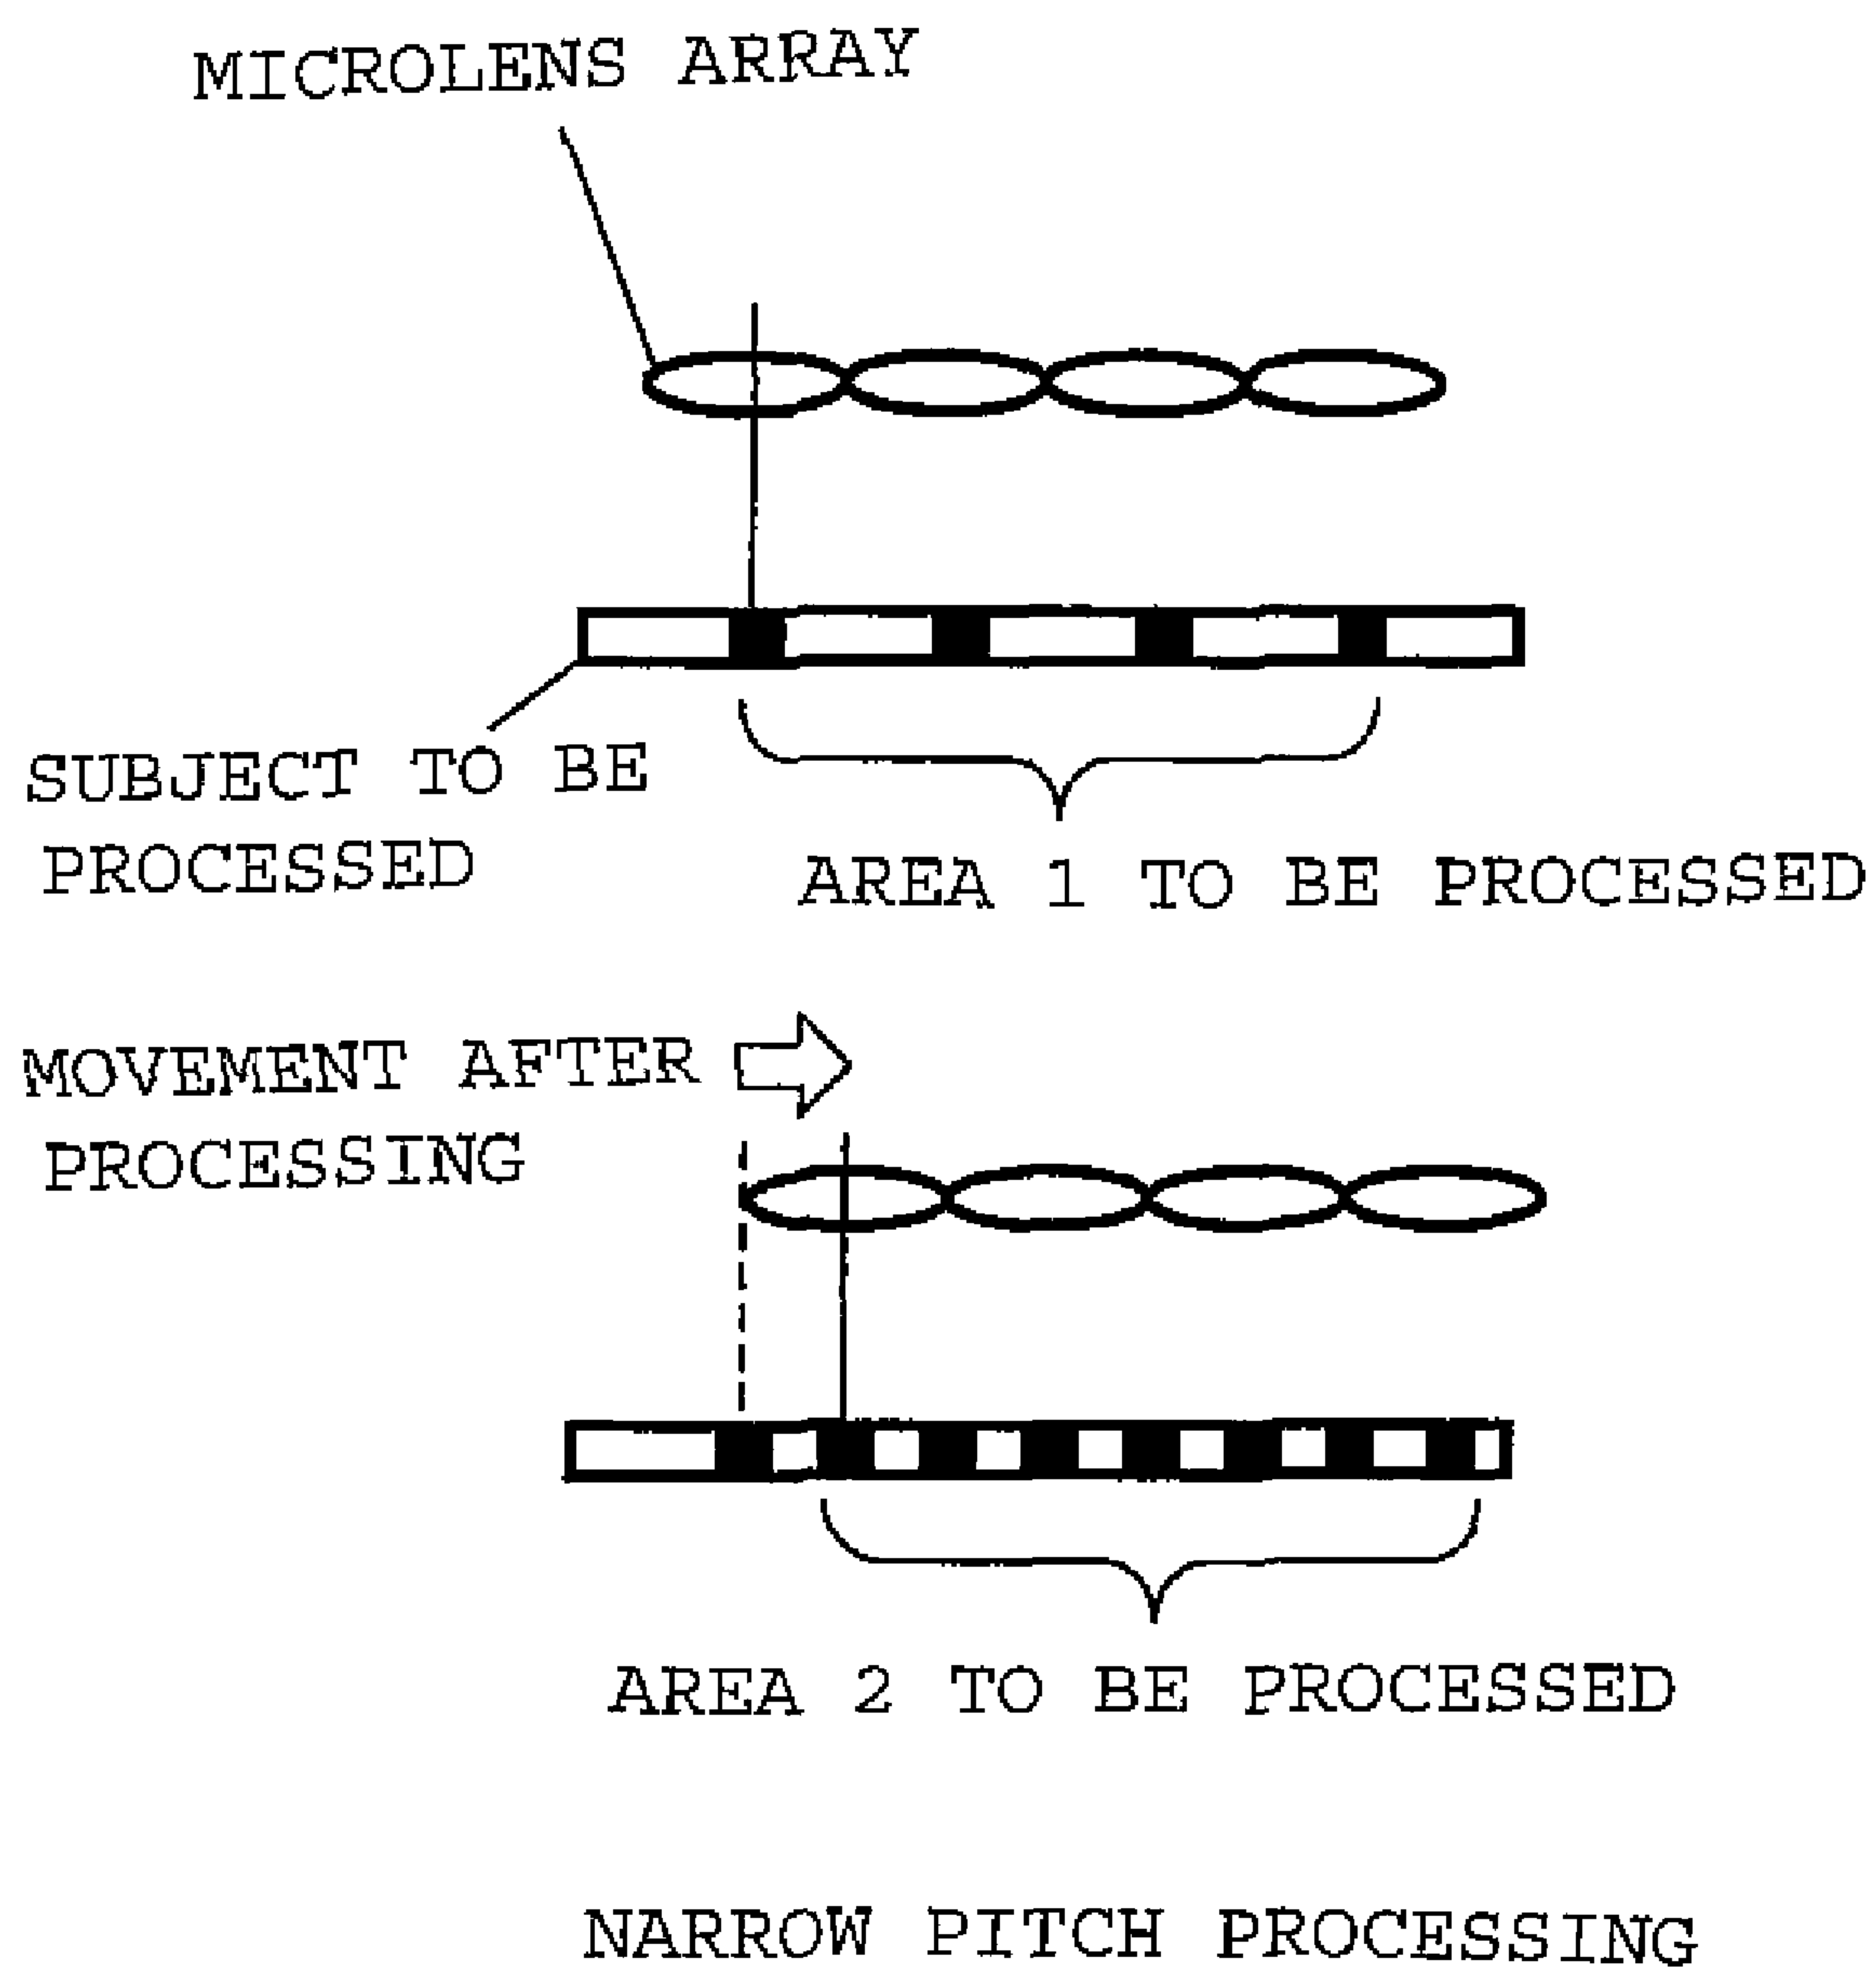 MICROLENS ARRAY
SUBJECT TO BE
PROCESSED
AREA 1 TO BE PROCESSED
MOVEMENT AFTER
PROCESSING
AREA 2 TO BE PROCESSED
NARROW PITCH PROCESSING